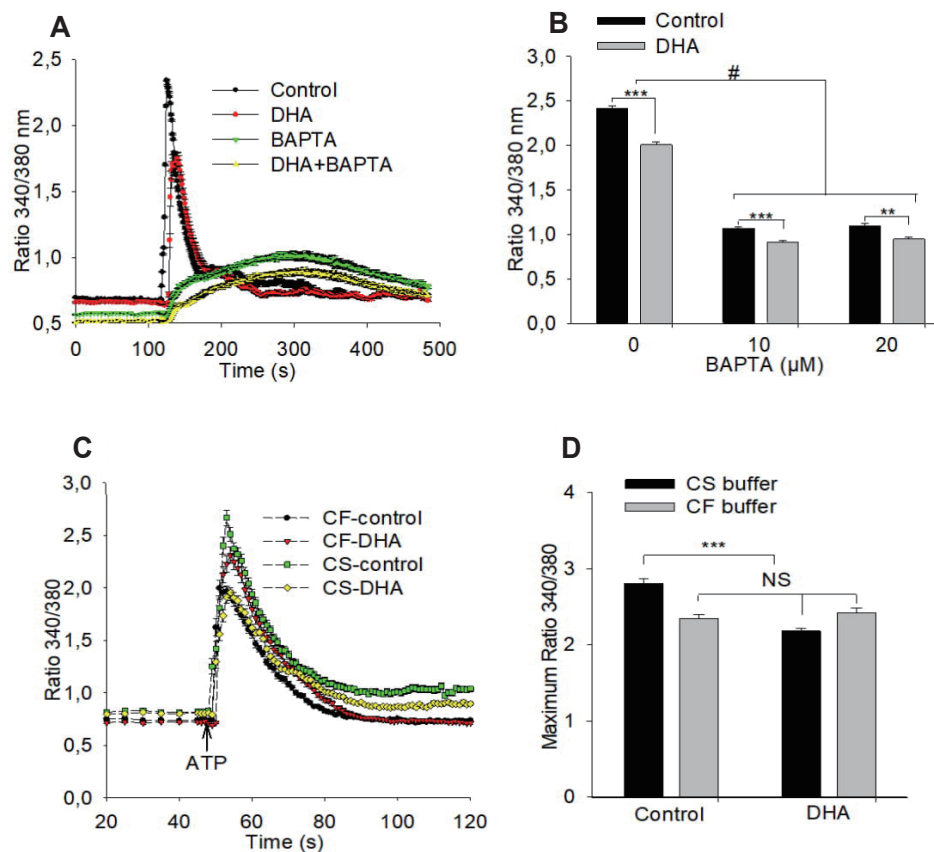 A
2,5
2,0
1,5
1,0
0,5
Ratio 340/380 nm
Control
DHA
BAPTA
DHA+BAPTA
0 100 200 300 400 500
Time (s)
B
Control
DHA
3,0
2,5
2,0
1,5
1,0
0,5
0,0
Ratio 340/380 nm
#
***
***
**
0 10 20
BAPTA (µM)
C
3,0
2,5
2,0
1,5
1,0
0,5
0,0
Ratio 340/380
CF-control
CF-DHA
CS-control
CS-DHA
ATP
20 40 60 80 100 120
Time (s)
D
CS buffer
CF buffer
4
3
2
1
0
Maximum Ratio 340/380
***
NS
Control DHA